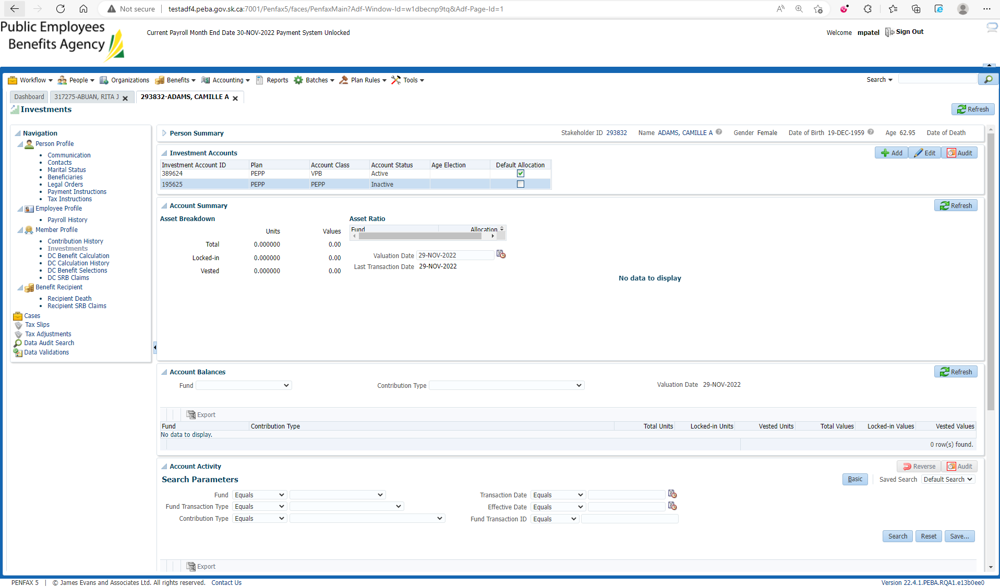 Not secure | testadf4.peba.gov.sk.ca:7001/Penfax5/faces/PenfaxMain?Adf-Window-Id=w1dbecnp9tq&Adf-Page-Id=1
Public Employees
Benefits Agency
Current Payroll Month End Date 30-NOV-2022 Payment System Unlocked
Welcome mpatel Sign Out
Workflow People Organizations Benefits Accounting Reports Batches Plan Rules Tools Search
Dashboard 317275-ABUAN, RITA J 293832-ADAMS, CAMILLE A
Investments Refresh
Navigation
Person Profile
Communication
Contacts
Marital Status
Beneficiaries
Legal Orders
Payment Instructions
Tax Instructions
Employee Profile
Payroll History
Member Profile
Contribution History
Investments
DC Benefit Calculation
DC Calculation History
DC Benefit Selections
DC SRB Claims
Benefit Recipient
Recipient Death
Recipient SRB Claims
Cases
Tax Slips
Tax Adjustments
Data Audit Search
Data Validations
Person Summary Stakeholder ID 293832 Name ADAMS, CAMILLE A Gender Female Date of Birth 19-DEC-1959 Age 62.95 Date of Death
Investment Accounts Add Edit Audit
Investment Account ID Plan Account Class Account Status Age Election Default Allocation
389624 PEPP VPB Active
195625 PEPP PEPP Inactive
Account Summary Refresh
Asset Breakdown Asset Ratio
Units Values Fund Allocation
Total 0.000000 0.00
Locked-in 0.000000 0.00 Valuation Date 29-NOV-2022
Vested 0.000000 0.00 Last Transaction Date 29-NOV-2022
No data to display
Account Balances Refresh
Fund Contribution Type Valuation Date 29-NOV-2022
Export
Fund Contribution Type Total Units Locked-in Units Vested Units Total Values Locked-in Values Vested Values
No data to display.
0 row(s) found.
Account Activity Reverse Audit
Search Parameters Basic Saved Search Default Search
Fund Equals Transaction Date Equals
Fund Transaction Type Equals Effective Date Equals
Contribution Type Equals Fund Transaction ID Equals
Search Reset Save...
Export
PENFAX 5 | © James Evans and Associates Ltd. All rights reserved. Contact Us Version 22.4.1.PEBA.RQA1.e13b0ee0